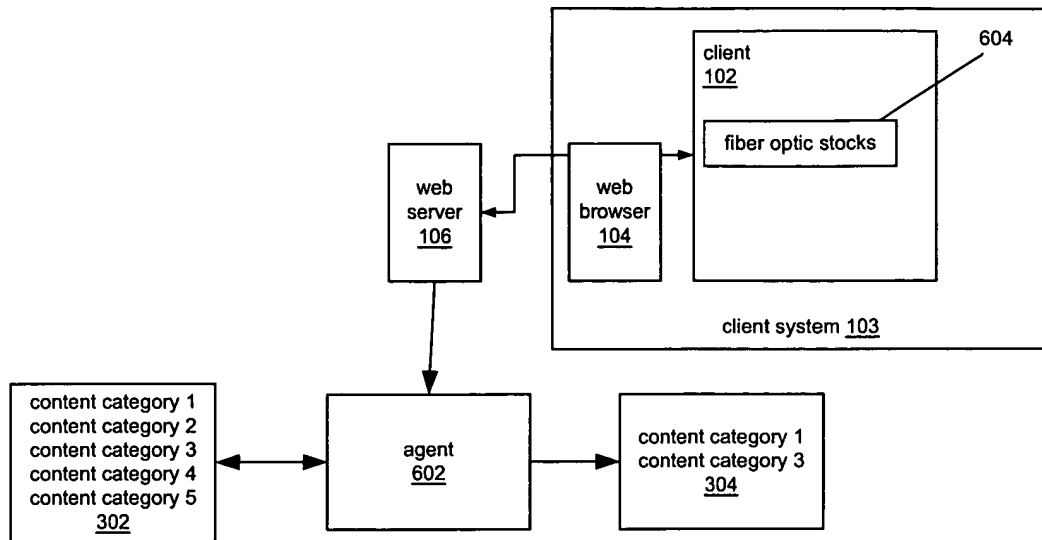 604
client
102
fiber optic stocks
web
server
106
web
browser
104
client system 103
content category 1
content category 2
content category 3
content category 4
content category 5
302
agent
602
content category 1
content category 3
304